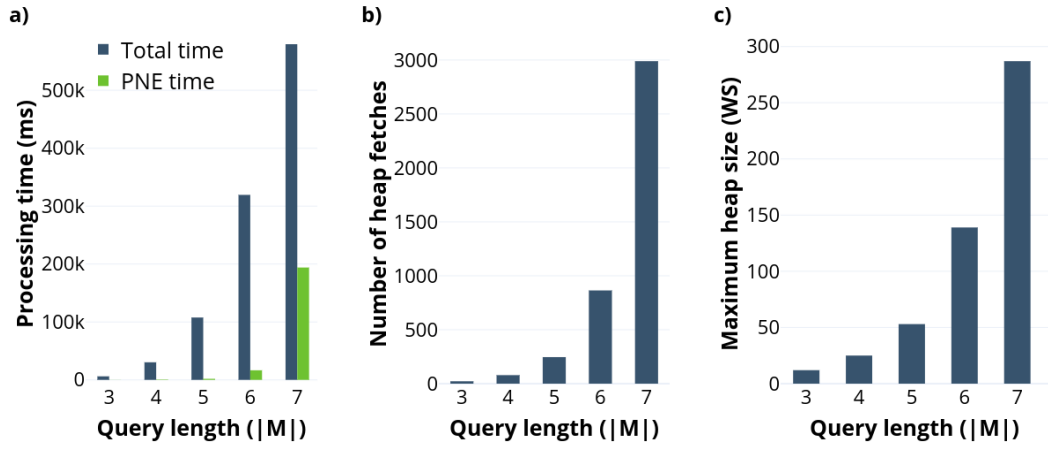 a)
Total time
PNE time
Processing time (ms)
500k
400k
300k
200k
100k
0
3 4 5 6 7
Query length (|M|)
b)
Number of heap fetches
3000
2500
2000
1500
1000
500
0
3 4 5 6 7
Query length (|M|)
c)
Maximum heap size (WS)
300
250
200
150
100
50
0
3 4 5 6 7
Query length (|M|)